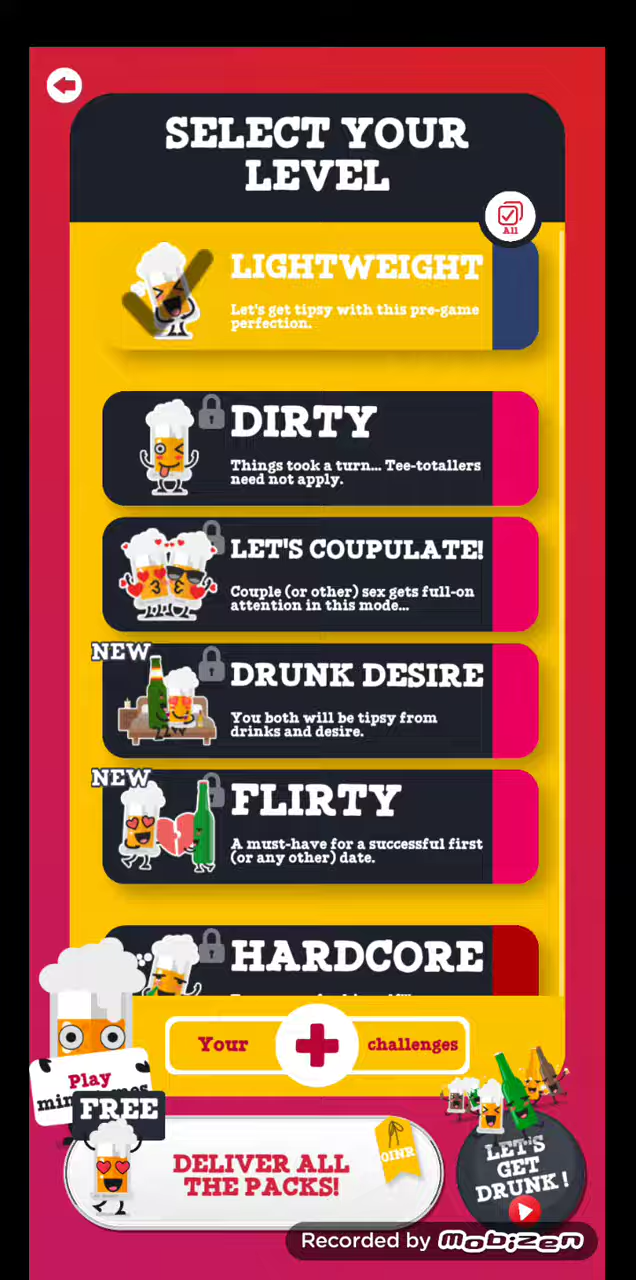 SELECT YOUR
LEVEL
All
LIGHTWEIGHT
Let's get tipsy with this pre-game
perfection.
DIRTY
Things took a turn... Tee-totallers
need not apply.
LET'S COUPULATE!
Couple (or other) sex gets full-on
attention in this mode...
NEW
DRUNK DESIRE
You both will be tipsy from
drinks and desire.
NEW
FLIRTY
A must-have for a successful first
(or any other) date.
HARDCORE
Your
challenges
Play
FREE
DELIVER ALL
THE PACKS!
0INR
LET'S
GET
DRUNK!
Recorded by mobizen